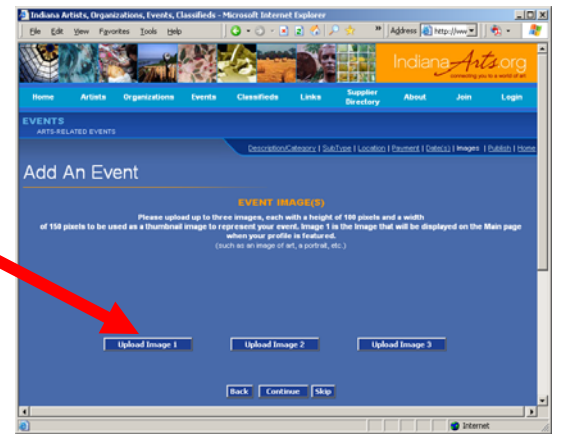 Indiana Artists, Organizations, Events, Classifieds - Microsoft Internet Explorer
File Edit View Favorites Tools Help
» Address http://www
IndianaArts.org
connecting you to a world of art
Home Artists Organizations Events Classifieds Links Supplier Directory About Join Login
EVENTS
ARTS-RELATED EVENTS
Description/Category | SubType | Location | Payment | Date(s) | Images | Publish | Home
Add An Event
EVENT IMAGE(S)
Please upload up to three images, each with a height of 100 pixels and a width
of 150 pixels to be used as a thumbnail image to represent your event. Image 1 is the Image that will be displayed on the Main page
when your profile is featured.
(such as an image of art, a portrait, etc.)
Upload Image 1 Upload Image 2 Upload Image 3
Back Continue Skip
Internet